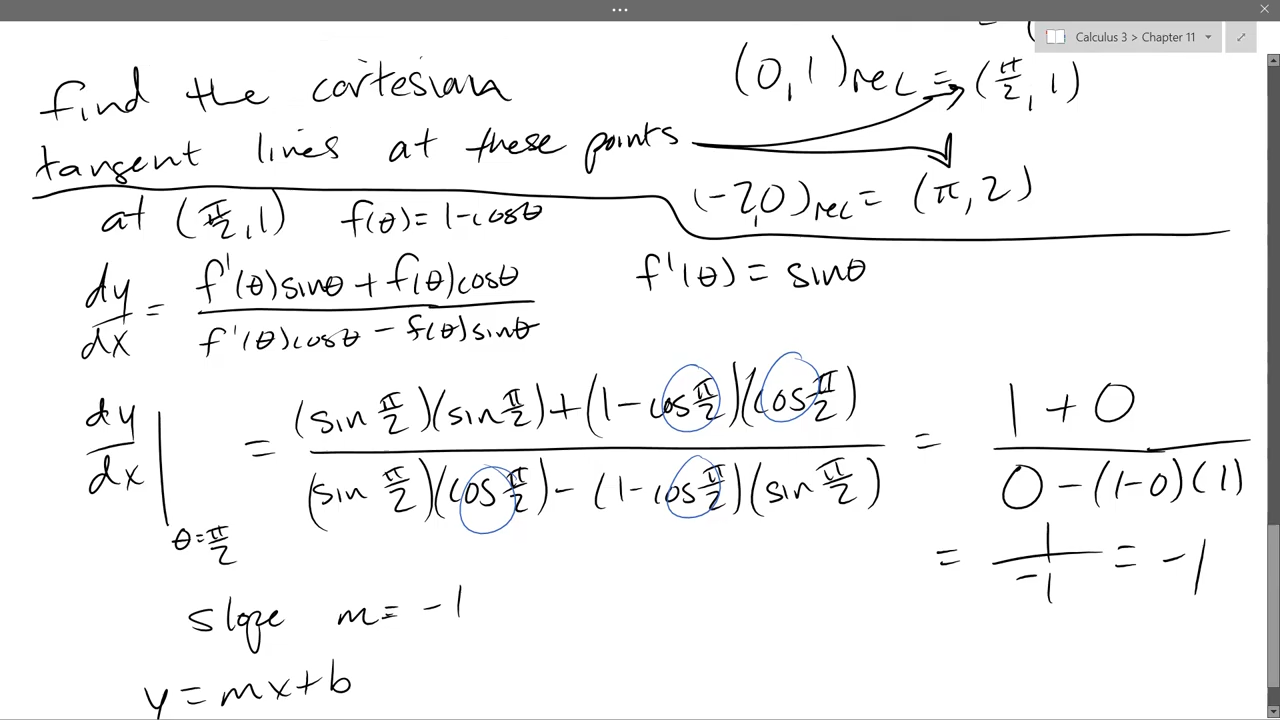 Calculus 3 > Chapter 11
find the cartesian
tangent lines at these points
(0,1)rec = (π/2, 1)
(-2,0)rec = (π, 2)
at (π/2, 1) f(θ) = 1-cosθ
dy/dx = (f'(θ)sinθ + f(θ)cosθ)/(f'(θ)cosθ - f(θ)sinθ)
f'(θ) = sinθ
dy/dx | θ=π/2 = ((sin π/2)(sin π/2) + (1-cos π/2)(cos π/2))/((sin π/2)(cos π/2) - (1-cos π/2)(sin π/2)) = (1 + 0)/(0 - (1-0)(1))
= 1/-1 = -1
slope m = -1
y = mx + b